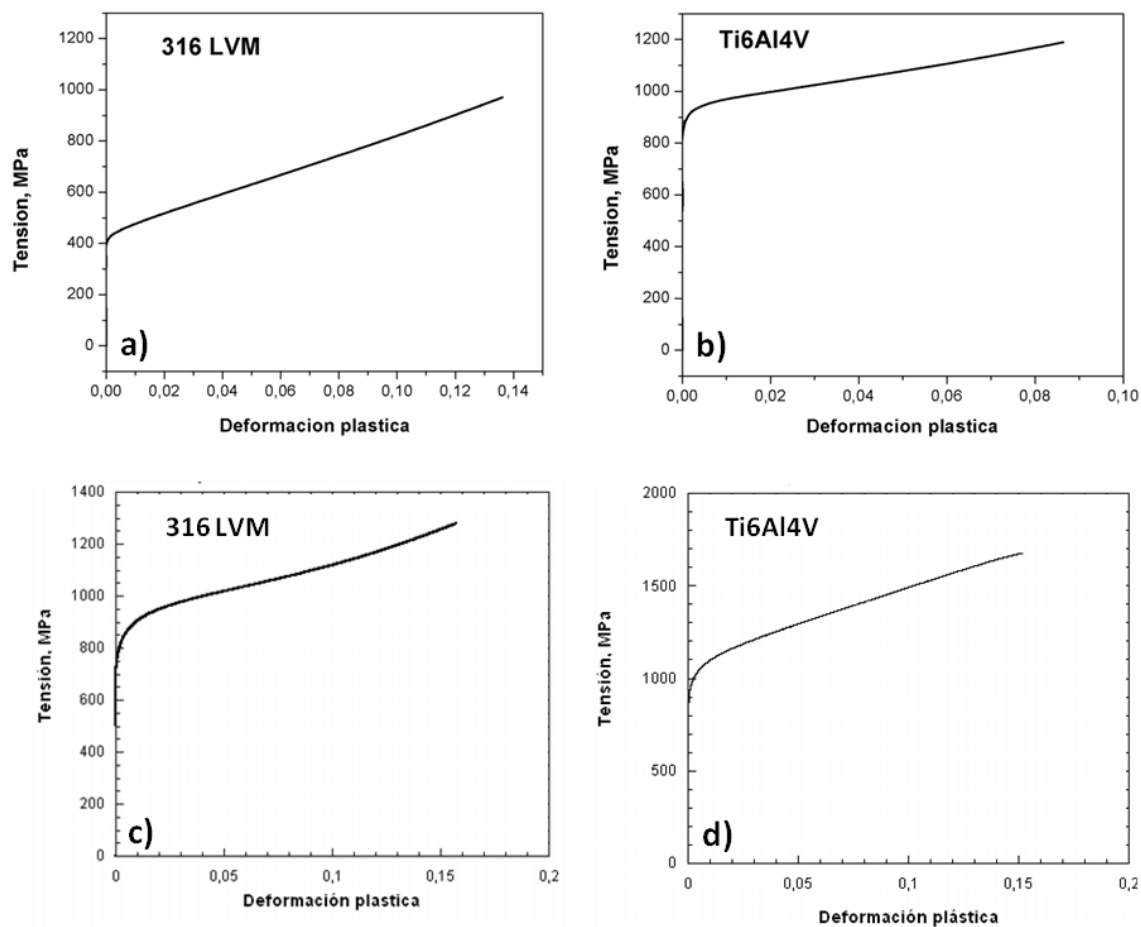 316 LVM
1200
1000
800
600
400
200
0
Tension, MPa
a)
0,00 0,02 0,04 0,06 0,08 0,10 0,12 0,14
Deformacion plastica
Ti6Al4V
1200
1000
800
600
400
200
0
Tension, MPa
b)
0,00 0,02 0,04 0,06 0,08 0,10
Deformacion plastica
316 LVM
1400
1200
1000
800
600
400
200
0
Tensión, MPa
c)
0 0,05 0,1 0,15 0,2
Deformación plastica
Ti6Al4V
2000
1500
1000
500
0
Tensión, MPa
d)
0 0,05 0,1 0,15 0,2
Deformación plástica